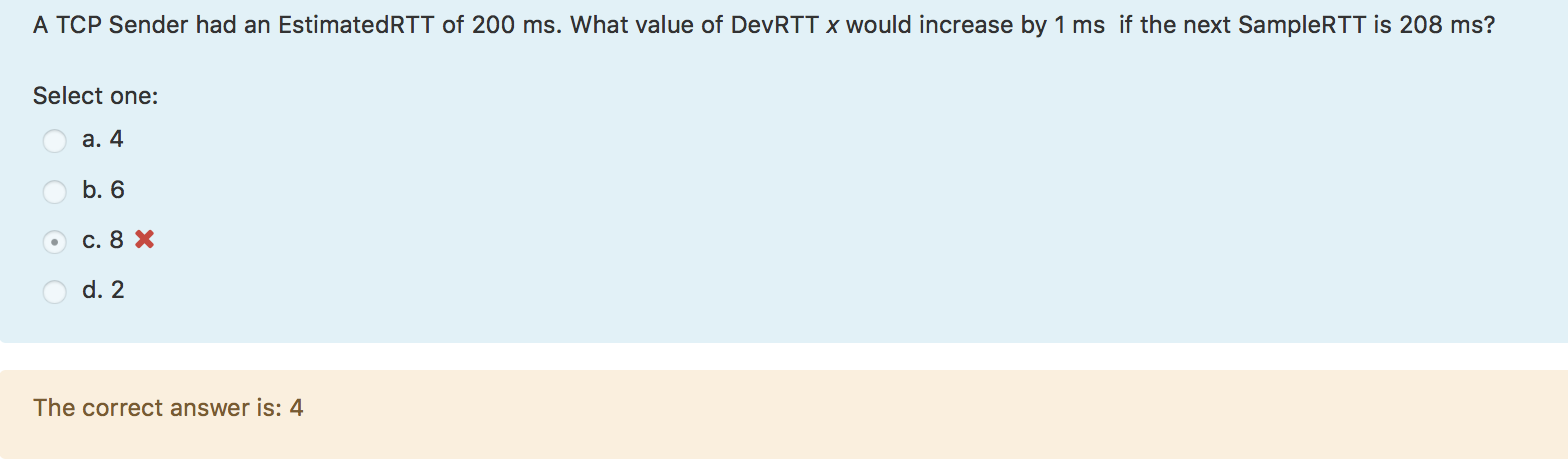 A TCP Sender had an EstimatedRTT of 200 ms. What value of DevRTT x would increase by 1 ms  if the next SampleRTT is 208 ms?
Select one:
a. 4
b. 6
c. 8
d. 2
The correct answer is: 4